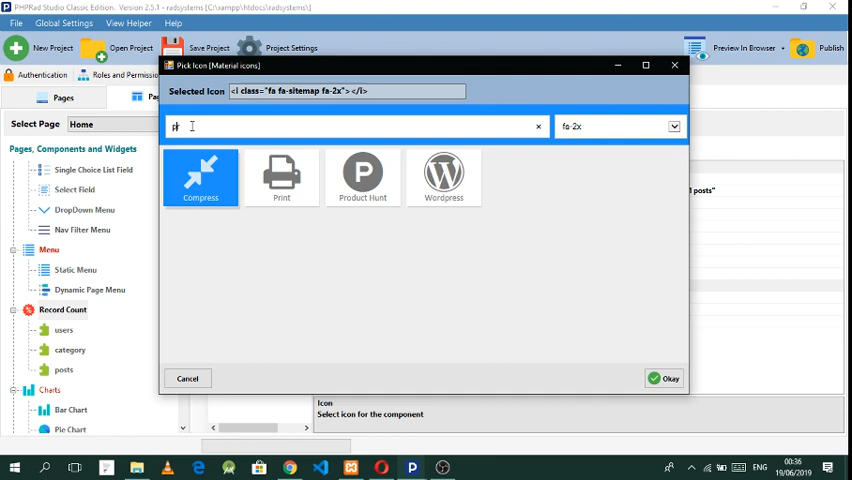 PHPRad Studio Classic Edition. - Version 2.5.1 - radsystems [C:\xampp\htdocs\radsystems\]
File Global Settings View Helper Help
New Project Open Project Save Project Project Settings Preview In Browser Publish
Authentication Roles and Permissio
Pages Pag
Select Page Home
Pages, Components and Widgets
Single Choice List Field
Select Field
DropDown Menu
Nav Filter Menu
Menu
Static Menu
Dynamic Page Menu
Record Count
users
category
posts
Charts
Bar Chart
Pie Chart
Pick Icon [Material icons]
Selected Icon <i class="fa fa-sitemap fa-2x"></i>
fa-2x
Compress Print Product Hunt Wordpress
Cancel Okay
l posts"
Icon
Select icon for the component
ENG 00:36
19/06/2019